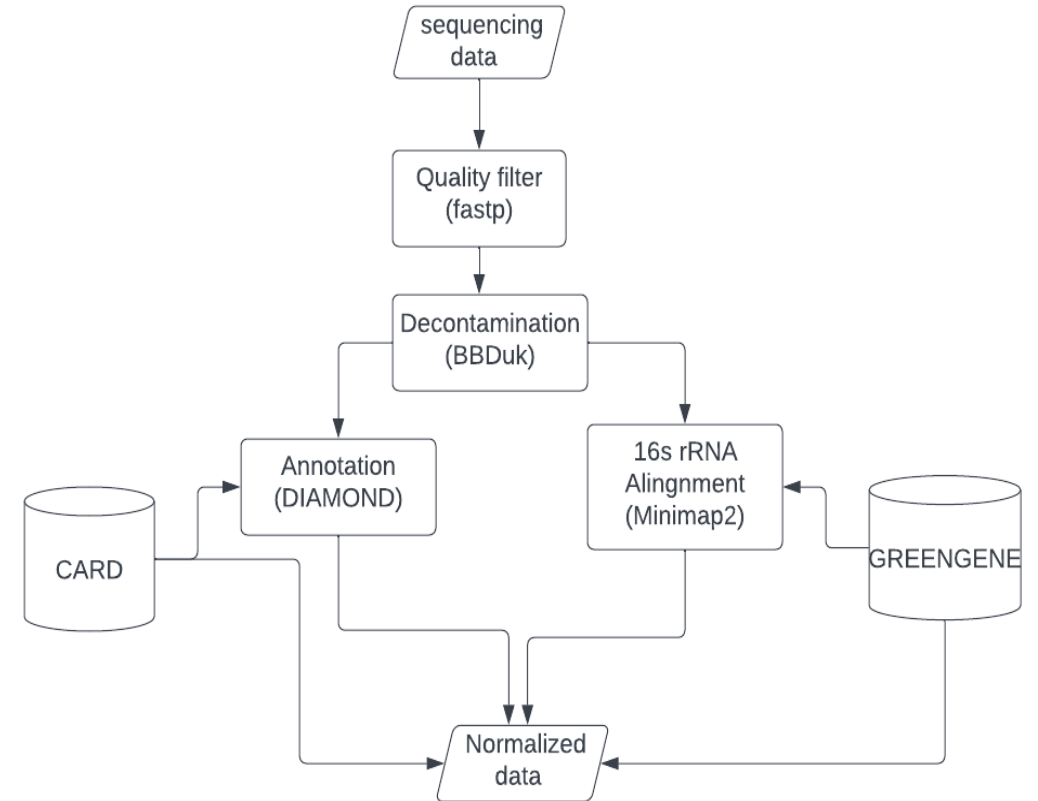 sequencing
data
Quality filter
(fastp)
Decontamination
(BBDuk)
Annotation
(DIAMOND)
16s rRNA
Alingnment
(Minimap2)
CARD
GREENGENE
Normalized
data